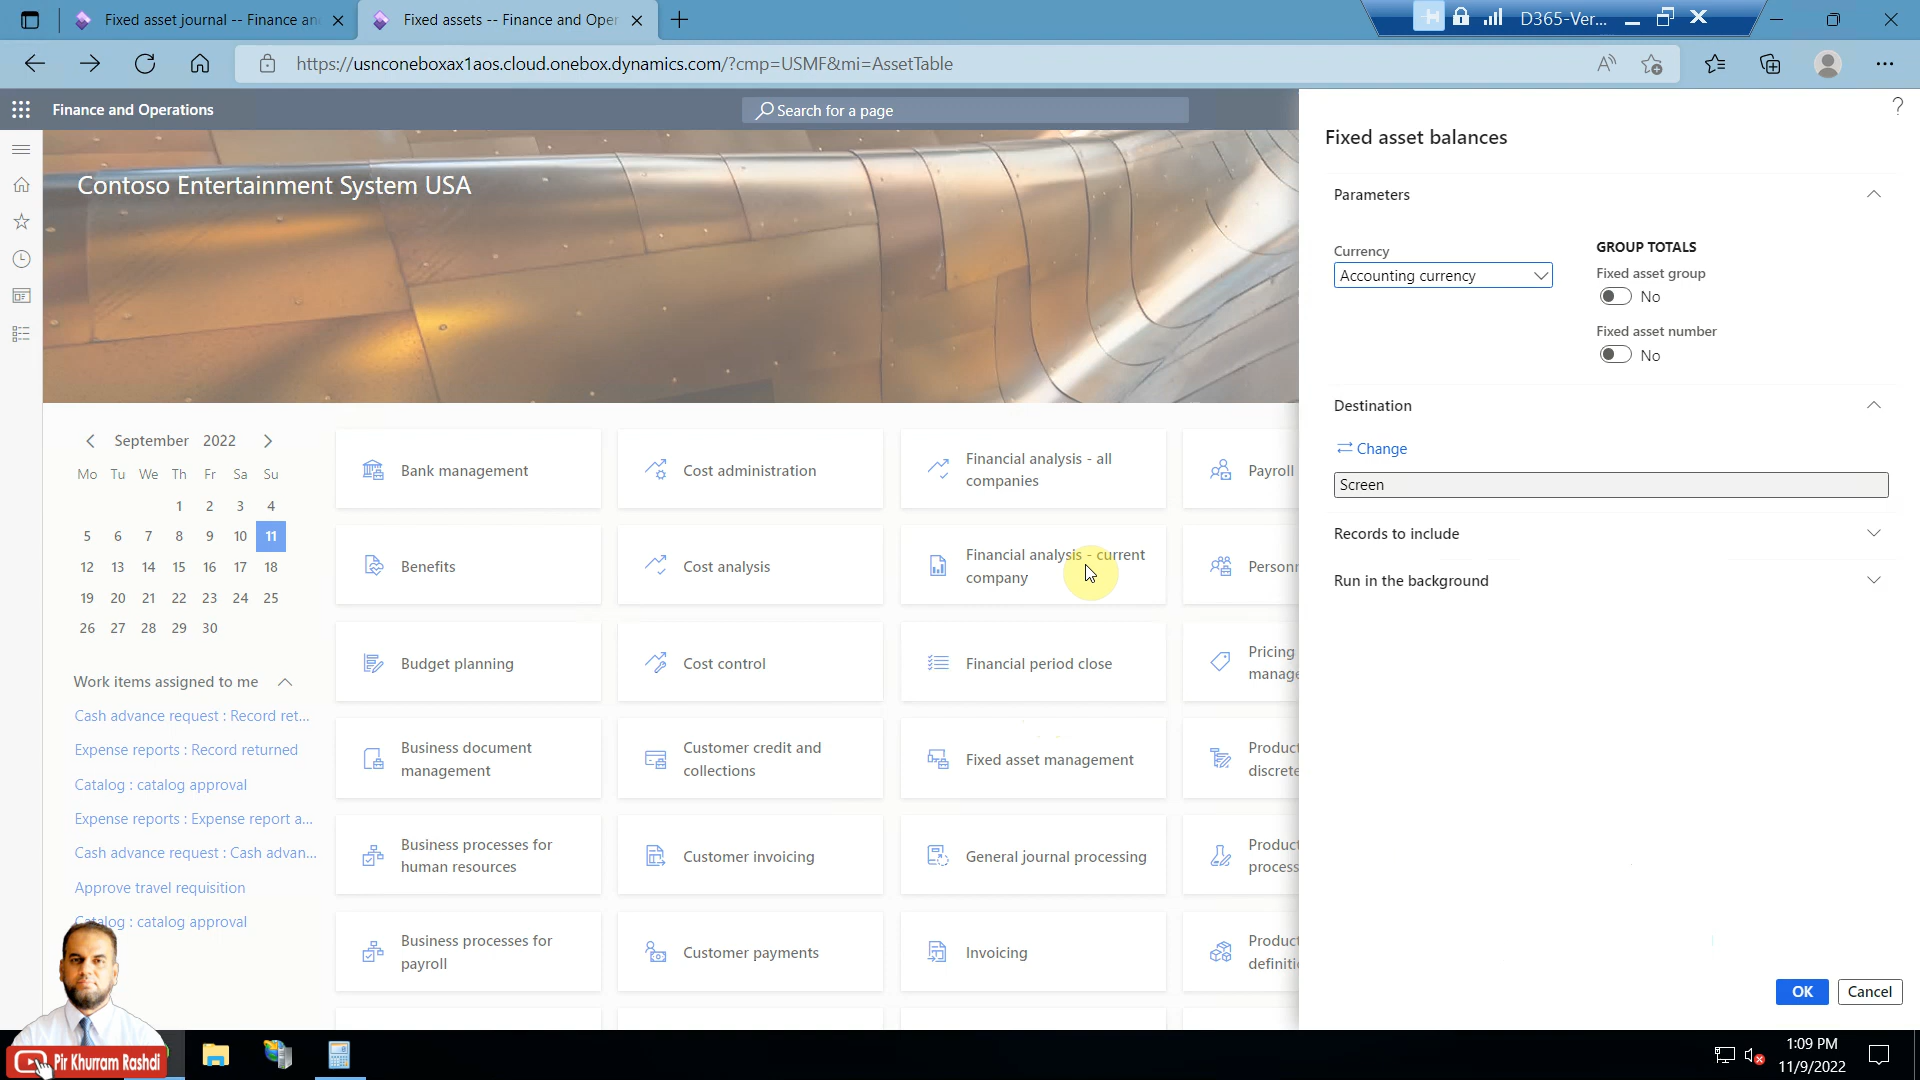 Fixed asset journal -- Finance an
Fixed assets -- Finance and Oper
D365-Ver...
https://usnconeboxax1aos.cloud.onebox.dynamics.com/?cmp=USMF&mi=AssetTable
Finance and Operations
Search for a page
?
Contoso Entertainment System USA
September 2022
Mo Tu We Th Fr Sa Su
1 2 3 4
5 6 7 8 9 10 11
12 13 14 15 16 17 18
19 20 21 22 23 24 25
26 27 28 29 30
Work items assigned to me
Cash advance request : Record ret...
Expense reports : Record returned
Catalog : catalog approval
Expense reports : Expense report a...
Cash advance request : Cash advan...
Approve travel requisition
Catalog : catalog approval
Bank management
Cost administration
Financial analysis - all
companies
Payroll
Benefits
Cost analysis
Financial analysis - current
company
Personn
Budget planning
Cost control
Financial period close
Pricing
manage
Business document
management
Customer credit and
collections
Fixed asset management
Product
discrete
Business processes for
human resources
Customer invoicing
General journal processing
Product
process
Business processes for
payroll
Customer payments
Invoicing
Product
definiti
Fixed asset balances
Parameters
Currency
Accounting currency
GROUP TOTALS
Fixed asset group
No
Fixed asset number
No
Destination
Change
Screen
Records to include
Run in the background
OK
Cancel
Pir Khurram Rashdi
1:09 PM
11/9/2022